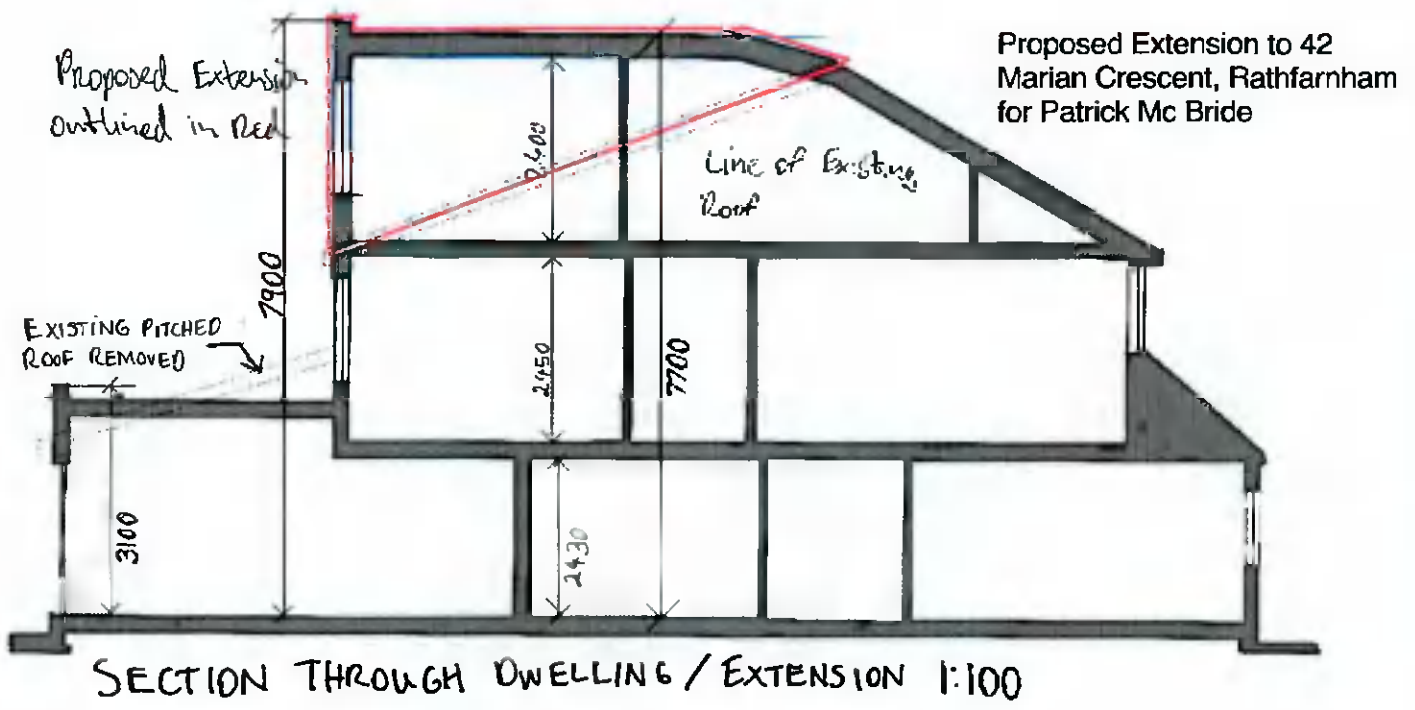 Proposed Extension to 42
Marian Crescent, Rathfarnham
for Patrick Mc Bride
Proposed Extension
outlined in Red
Line of Existing
Roof
2400
7900
EXISTING PITCHED
ROOF REMOVED
2450
7700
3100
2430
SECTION THROUGH DWELLING / EXTENSION 1:100